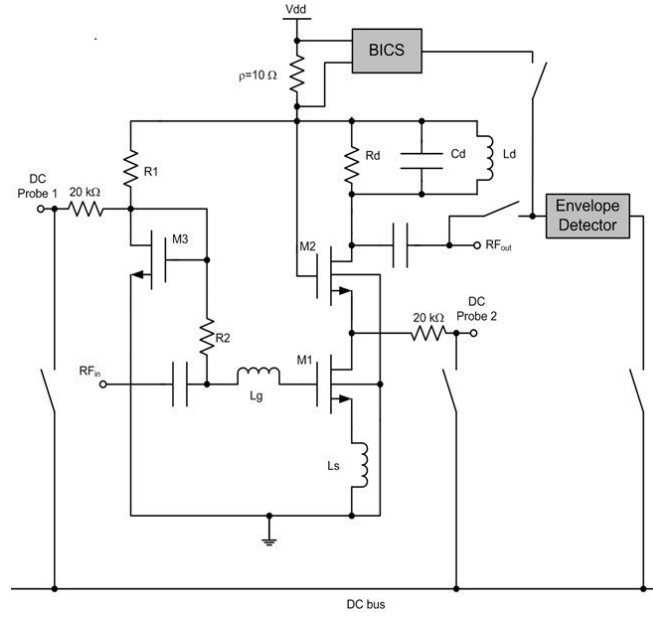 Vdd
BICS
ρ=10 Ω
R1
Rd
Cd
Ld
DC
Probe 1
20 kΩ
Envelope
Detector
M3
M2
RFout
DC
Probe 2
20 kΩ
R2
M1
RFin
Lg
Ls
DC bus